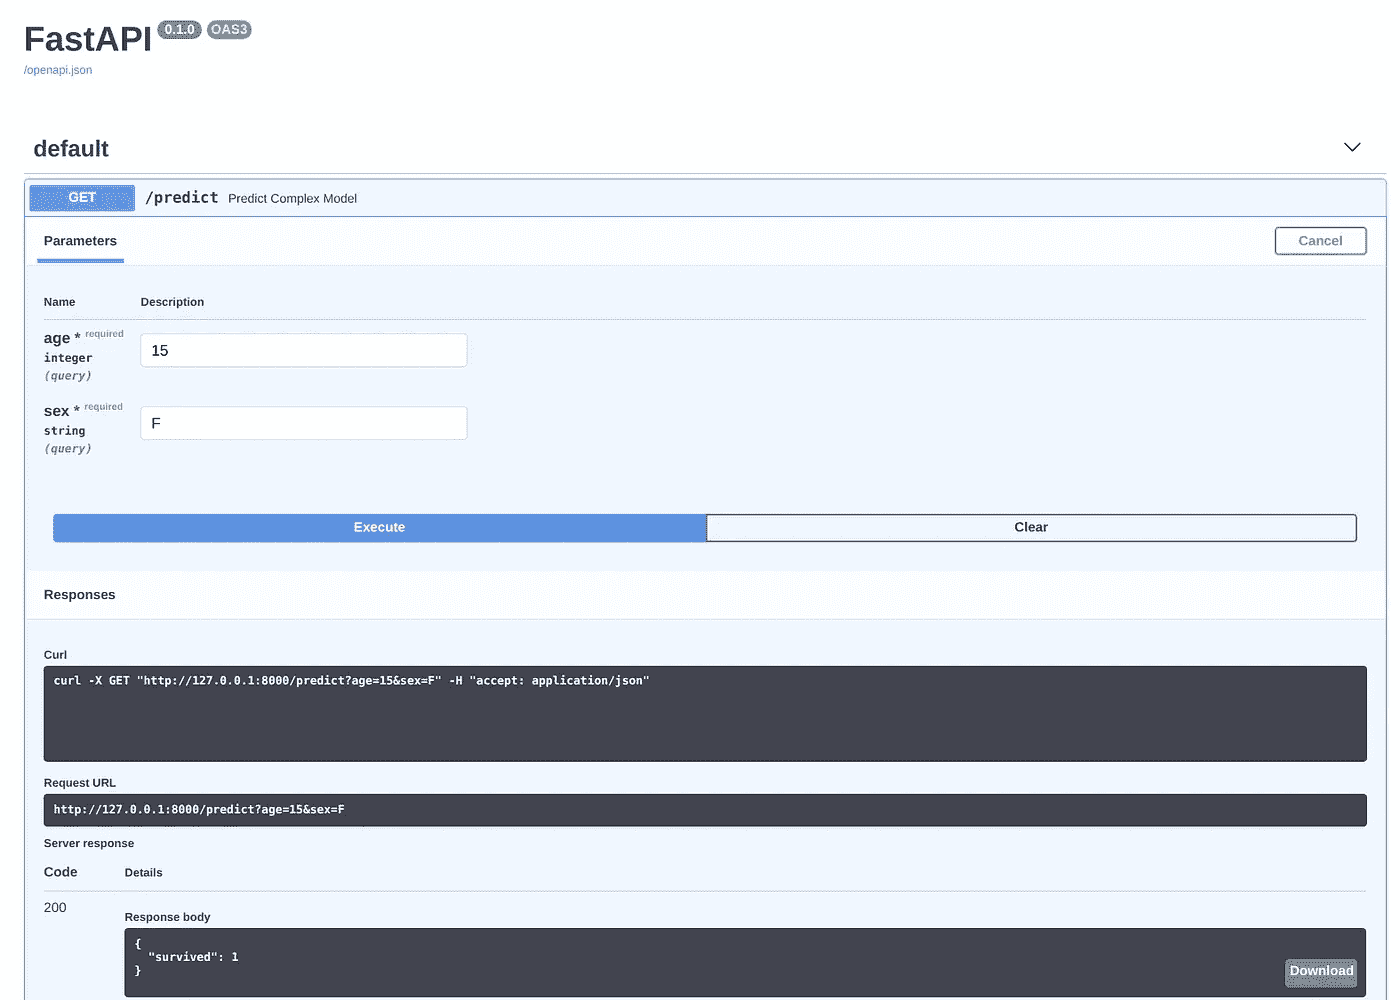 FastAPI 0.1.0 OAS3
/openapi.json
default
GET /predict Predict Complex Model
Parameters Cancel
Name Description
age * required
integer
(query)
15
sex * required
string
(query)
F
Execute Clear
Responses
Curl
curl -X GET "http://127.0.0.1:8000/predict?age=15&sex=F" -H "accept: application/json"
Request URL
http://127.0.0.1:8000/predict?age=15&sex=F
Server response
Code Details
200
Response body
{
  "survived": 1
}
Download